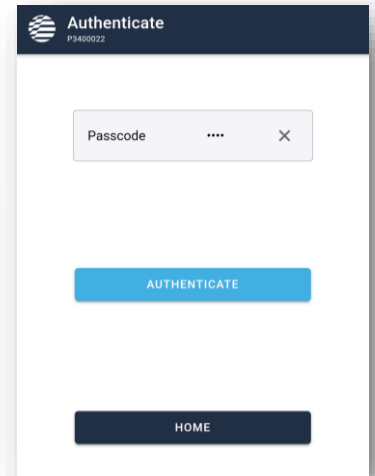 Authenticate
P3400022
Passcode ••••
AUTHENTICATE
HOME